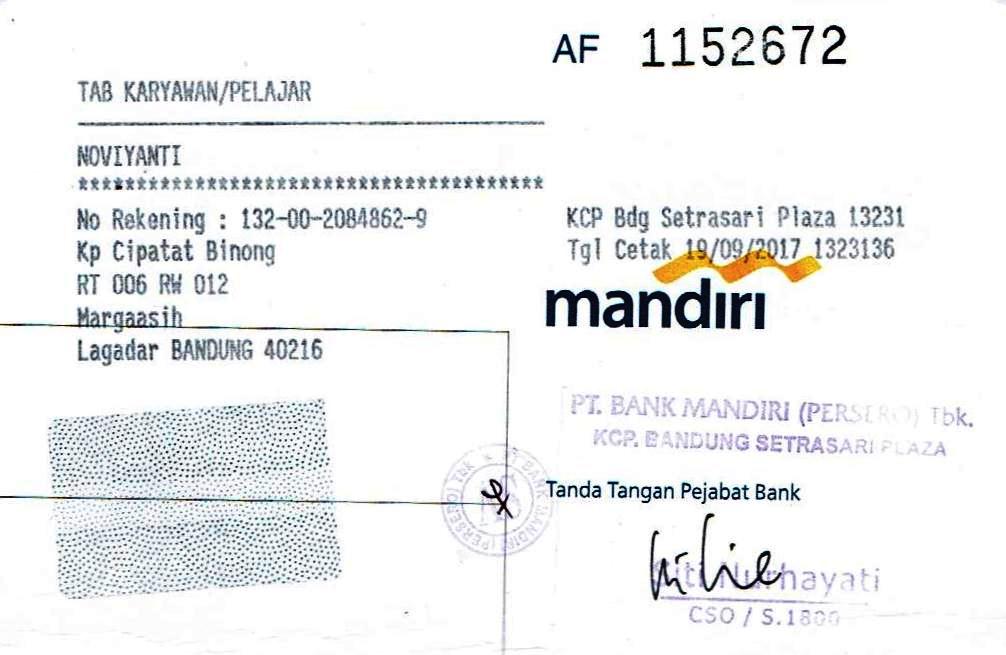 AF 1152672
TAB KARYAWAN/PELAJAR
NOVIYANTI
****************************************
No Rekening : 132-00-2084862-9
Kp Cipatat Binong
RT 006 RW 012
Margaasih
Lagadar BANDUNG 40216
KCP Bdg Setrasari Plaza 13231
Tgl Cetak 19/09/2017 1323136
mandiri
PT. BANK MANDIRI (PERSERO) Tbk.
KCP. BANDUNG SETRASARI PLAZA
PT BANK MANDIRI (PERSERO) Tbk
Tanda Tangan Pejabat Bank
Siti Nurhayati
CSO / S.1800